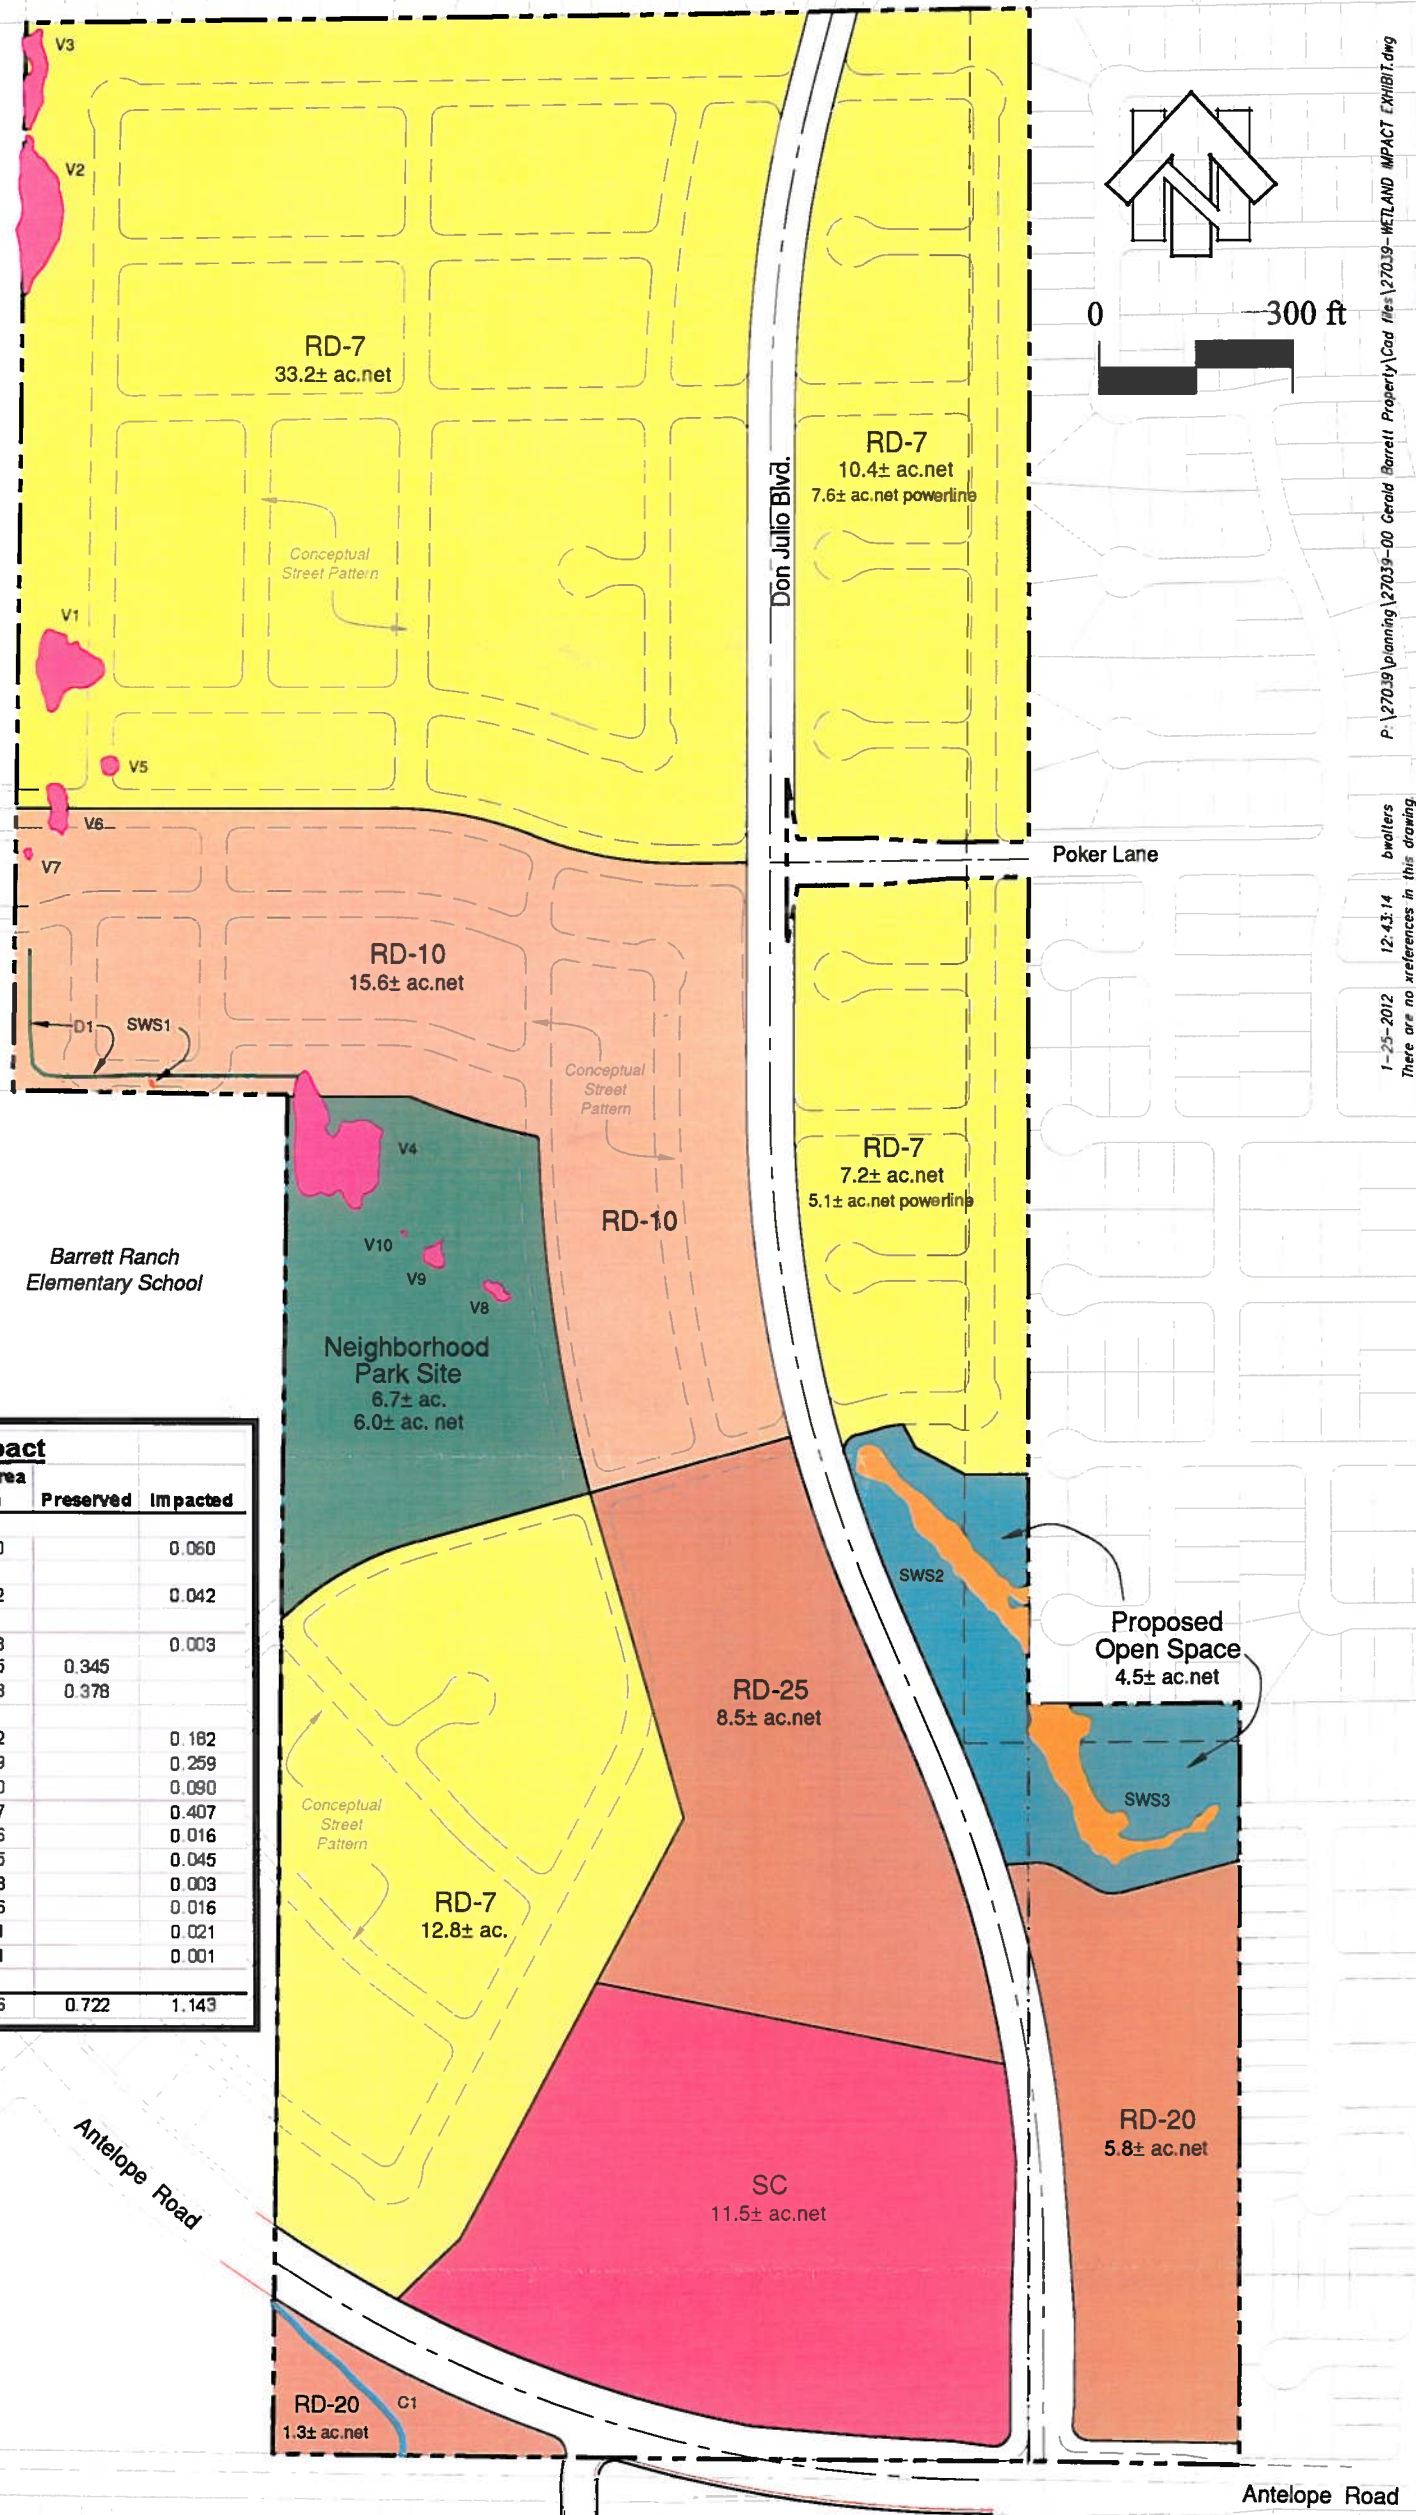 V3
V2
0 300 ft
RD-7
33.2± ac.net
RD-7
10.4± ac.net
7.6± ac.net powerline
Don Julio Blvd.
Conceptual
Street Pattern
V1
V5
V6
V7
Poker Lane
RD-10
15.6± ac.net
D1
SWS1
Conceptual
Street
Pattern
V4
RD-7
7.2± ac.net
5.1± ac.net powerline
RD-10
V10
V9
V8
Barrett Ranch
Elementary School
Neighborhood
Park Site
6.7± ac.
6.0± ac. net
Preserved Impacted
0.060
0.042
0.003
0.345
0.378
0.182
0.259
0.090
0.407
0.016
0.045
0.003
0.016
0.021
0.001
0.722 1.143
SWS2
Proposed
Open Space
4.5± ac.net
SWS3
RD-25
8.5± ac.net
Conceptual
Street
Pattern
RD-7
12.8± ac.
Antelope Road
SC
11.5± ac.net
RD-20
5.8± ac.net
RD-20
1.3± ac.net
C1
Antelope Road
P:\27039\planning\27039-00 Gerald Barrett Property\Cad files\27039-WETLAND IMPACT EXHIBIT.dwg
1-25-2012 12:43:14 bwalters
There are no xreferences in this drawing.